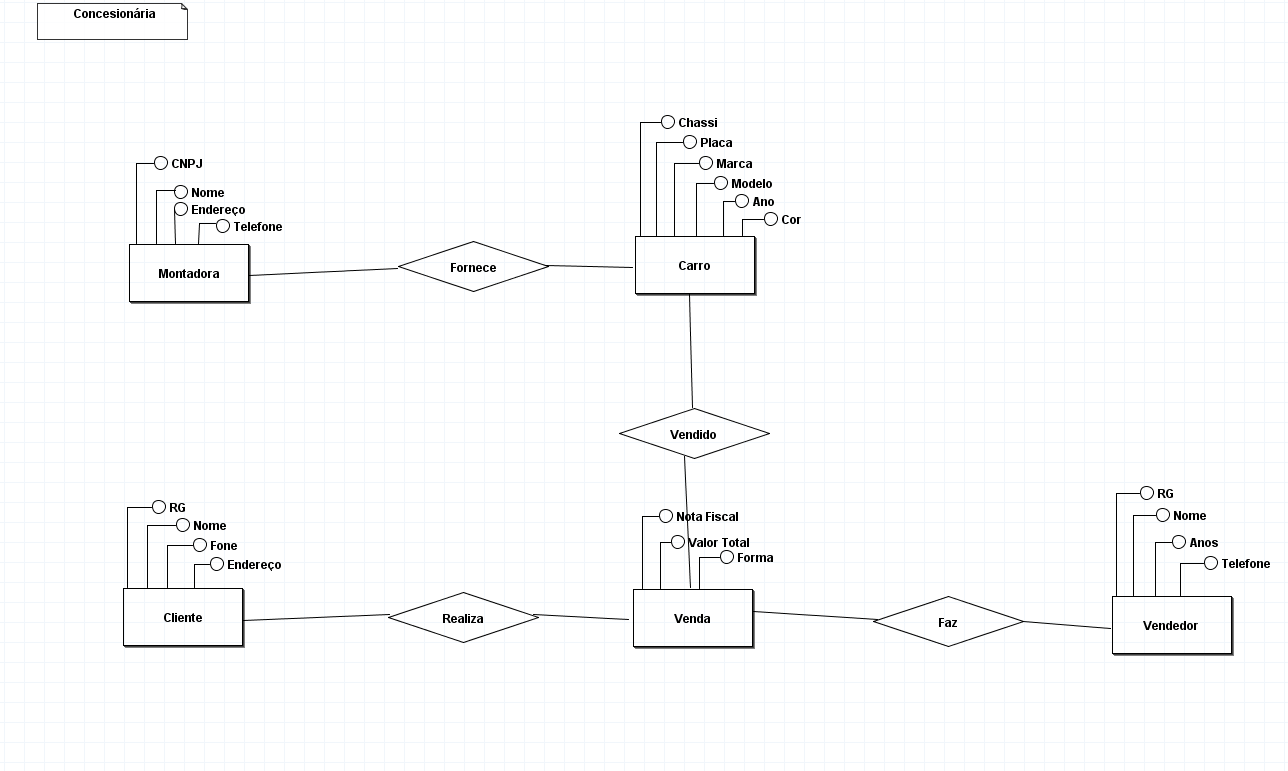 Concesionária
Chassi
Placa
Marca
Modelo
Ano
Cor
CNPJ
Nome
Endereço
Telefone
Montadora
Fornece
Carro
Vendido
RG
Nome
Fone
Endereço
Nota Fiscal
Valor Total
Forma
RG
Nome
Anos
Telefone
Cliente
Realiza
Venda
Faz
Vendedor